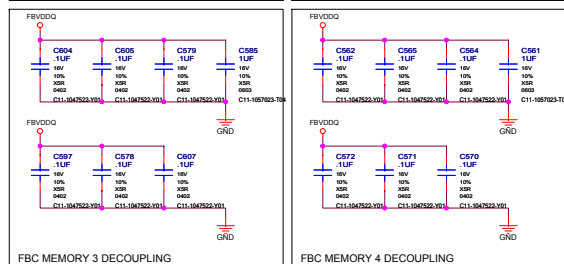 FBVDDQ
C604
.1UF
16V
10%
X5R
0402
C11-1047522-Y01
C605
.1UF
16V
10%
X5R
0402
C11-1047522-Y01
C579
.1UF
16V
10%
X5R
0402
C11-1047522-Y01
C585
1UF
16V
10%
X5R
0603
C11-1057023-T04
GND
FBVDDQ
C597
.1UF
16V
10%
X5R
0402
C11-1047522-Y01
C578
.1UF
16V
10%
X5R
0402
C11-1047522-Y01
C607
.1UF
16V
10%
X5R
0402
C11-1047522-Y01
GND
FBC MEMORY 3 DECOUPLING
FBVDDQ
C562
.1UF
16V
10%
X5R
0402
C11-1047522-Y01
C565
.1UF
16V
10%
X5R
0402
C11-1047522-Y01
C564
.1UF
16V
10%
X5R
0402
C11-1047522-Y01
C561
1UF
16V
10%
X5R
0603
C11-1057023-T0
GND
FBVDDQ
C572
.1UF
16V
10%
X5R
0402
C11-1047522-Y01
C571
.1UF
16V
10%
X5R
0402
C11-1047522-Y01
C570
.1UF
16V
10%
X5R
0402
C11-1047522-Y01
GND
FBC MEMORY 4 DECOUPLING